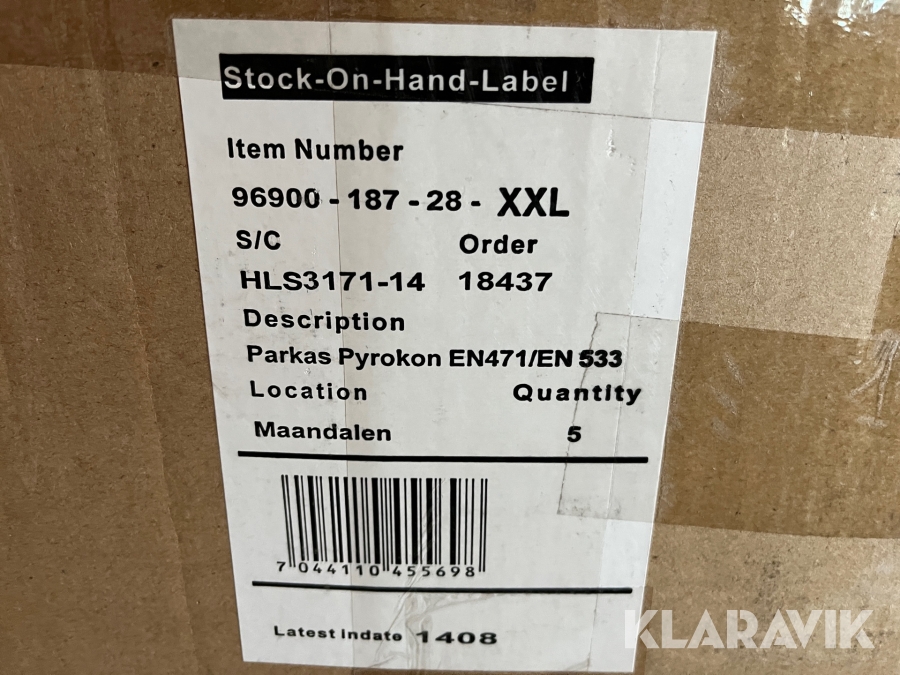 Stock-On-Hand-Label
Item Number
96900 - 187 - 28 - XXL
S/C Order
HLS3171-14 18437
Description
Parkas Pyrokon EN471/EN 533
Location Quantity
Maandalen 5
7 044110 455698
Latest indate 1408
KLARAVIK